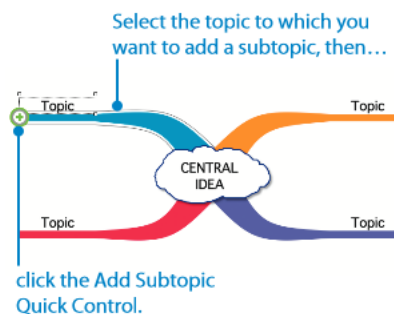 Select the topic to which you
want to add a subtopic, then…
Topic
Topic
CENTRAL
IDEA
Topic
Topic
click the Add Subtopic
Quick Control.